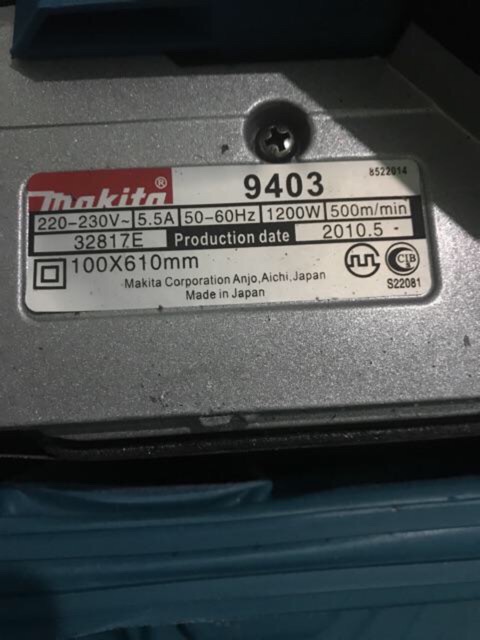 makita®
9403
8522014
220-230V~ 5.5A 50-60Hz 1200W 500m/min
32817E Production date 2010.5 -
100X610mm
Makita Corporation Anjo,Aichi,Japan
Made in Japan
CIB
S22081